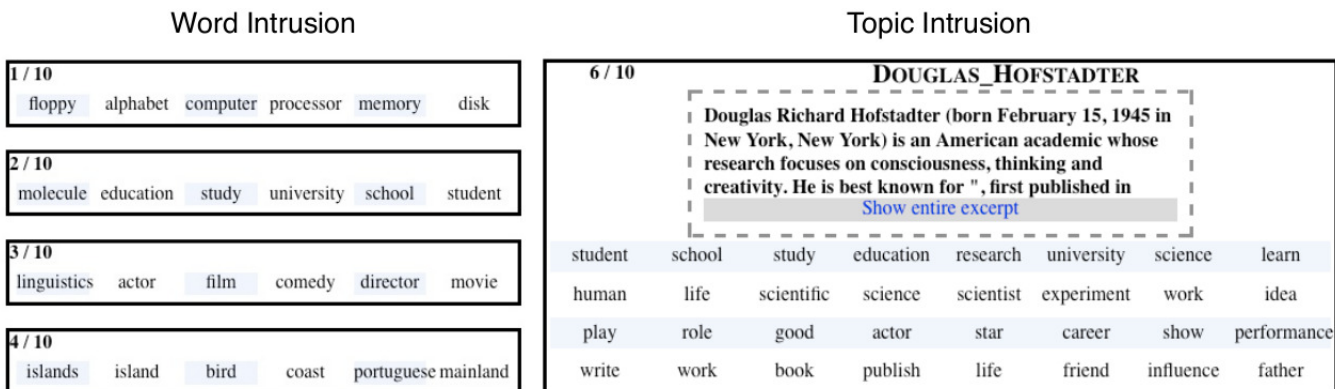 Word Intrusion
1 / 10
floppy alphabet computer processor memory disk
2 / 10
molecule education study university school student
3 / 10
linguistics actor film comedy director movie
4 / 10
islands island bird coast portuguese mainland
Topic Intrusion
6 / 10 DOUGLAS_HOFSTADTER
Douglas Richard Hofstadter (born February 15, 1945 in
New York, New York) is an American academic whose
research focuses on consciousness, thinking and
creativity. He is best known for ", first published in
Show entire excerpt
student school study education research university science learn
human life scientific science scientist experiment work idea
play role good actor star career show performance
write work book publish life friend influence father